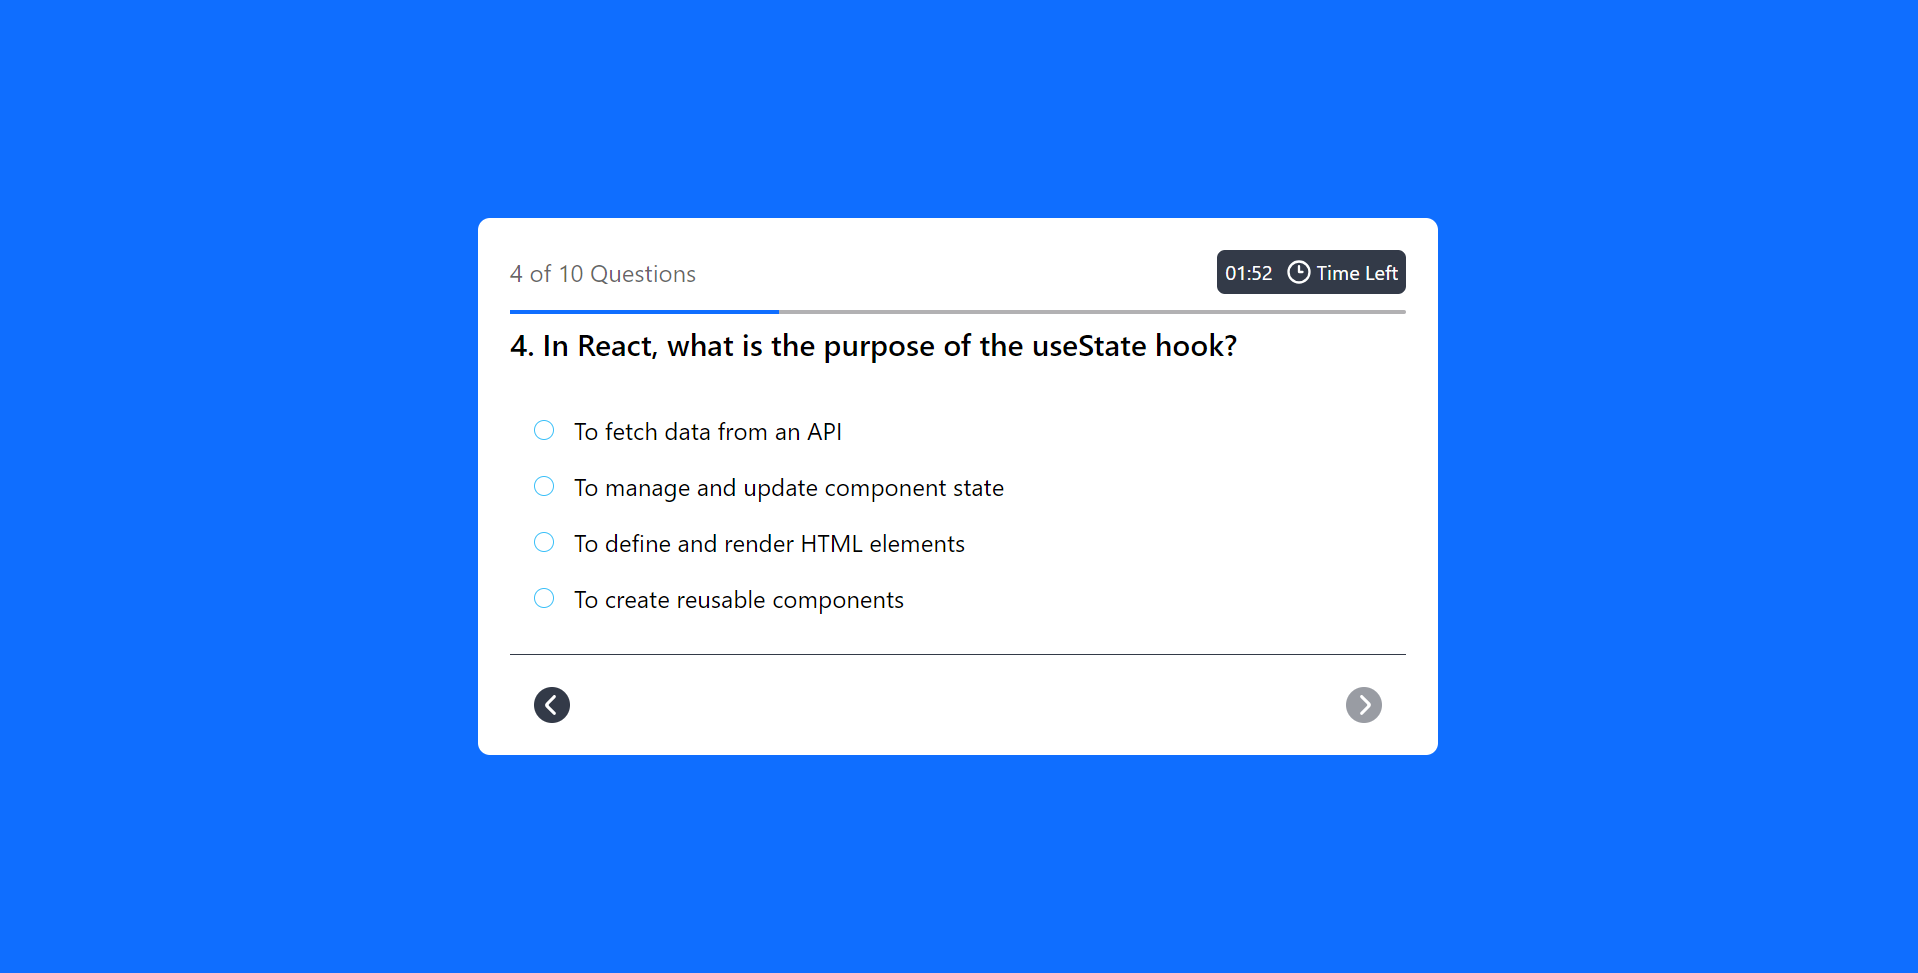 4 of 10 Questions
01:52 Time Left
4. In React, what is the purpose of the useState hook?
To fetch data from an API
To manage and update component state
To define and render HTML elements
To create reusable components